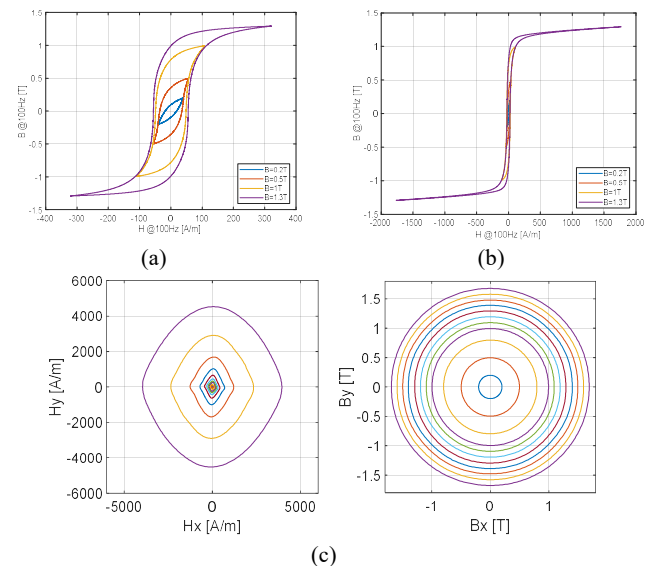 1.5
1
0.5
0
-0.5
-1
-1.5
B @100Hz [T]
-400 -300 -200 -100 0 100 200 300 400
H @100Hz [A/m]
B=0.2T
B=0.5T
B=1T
B=1.3T
(a)
1.5
1
0.5
0
-0.5
-1
-1.5
B @100Hz [T]
-2000 -1500 -1000 -500 0 500 1000 1500 2000
H @100Hz [A/m]
B=0.2T
B=0.5T
B=1T
B=1.3T
(b)
6000
4000
2000
0
-2000
-4000
-6000
Hy [A/m]
-5000 0 5000
Hx [A/m]
1.5
1
0.5
0
-0.5
-1
-1.5
By [T]
-1 0 1
Bx [T]
(c)